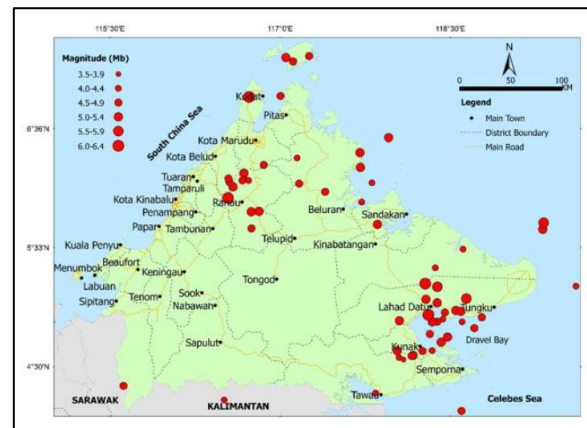 115°30'E
117°0'E
118°30'E
Magnitude (Mb)
3.5-3.9
4.0-4.4
4.5-4.9
5.0-5.4
5.5-5.9
6.0-6.4
N
0
50
100
KM
Legend
Main Town
District Boundary
Main Road
6°36'N
5°33'N
4°30'N
South China Sea
Kudat
Pitas
Kota Marudu
Kota Belud
Tuaran
Tamparuli
Kota Kinabalu
Ranau
Penampang
Papar
Tambunan
Beluran
Sandakan
Telupid
Kinabatangan
Kuala Penyu
Beaufort
Menumbok
Labuan
Keningau
Sipitang
Tenom
Sook
Nabawan
Tongod
Lahad Datu
Tungku
Sapulut
Kunak
Dravel Bay
Semporna
Tawau
SARAWAK
KALIMANTAN
Celebes Sea